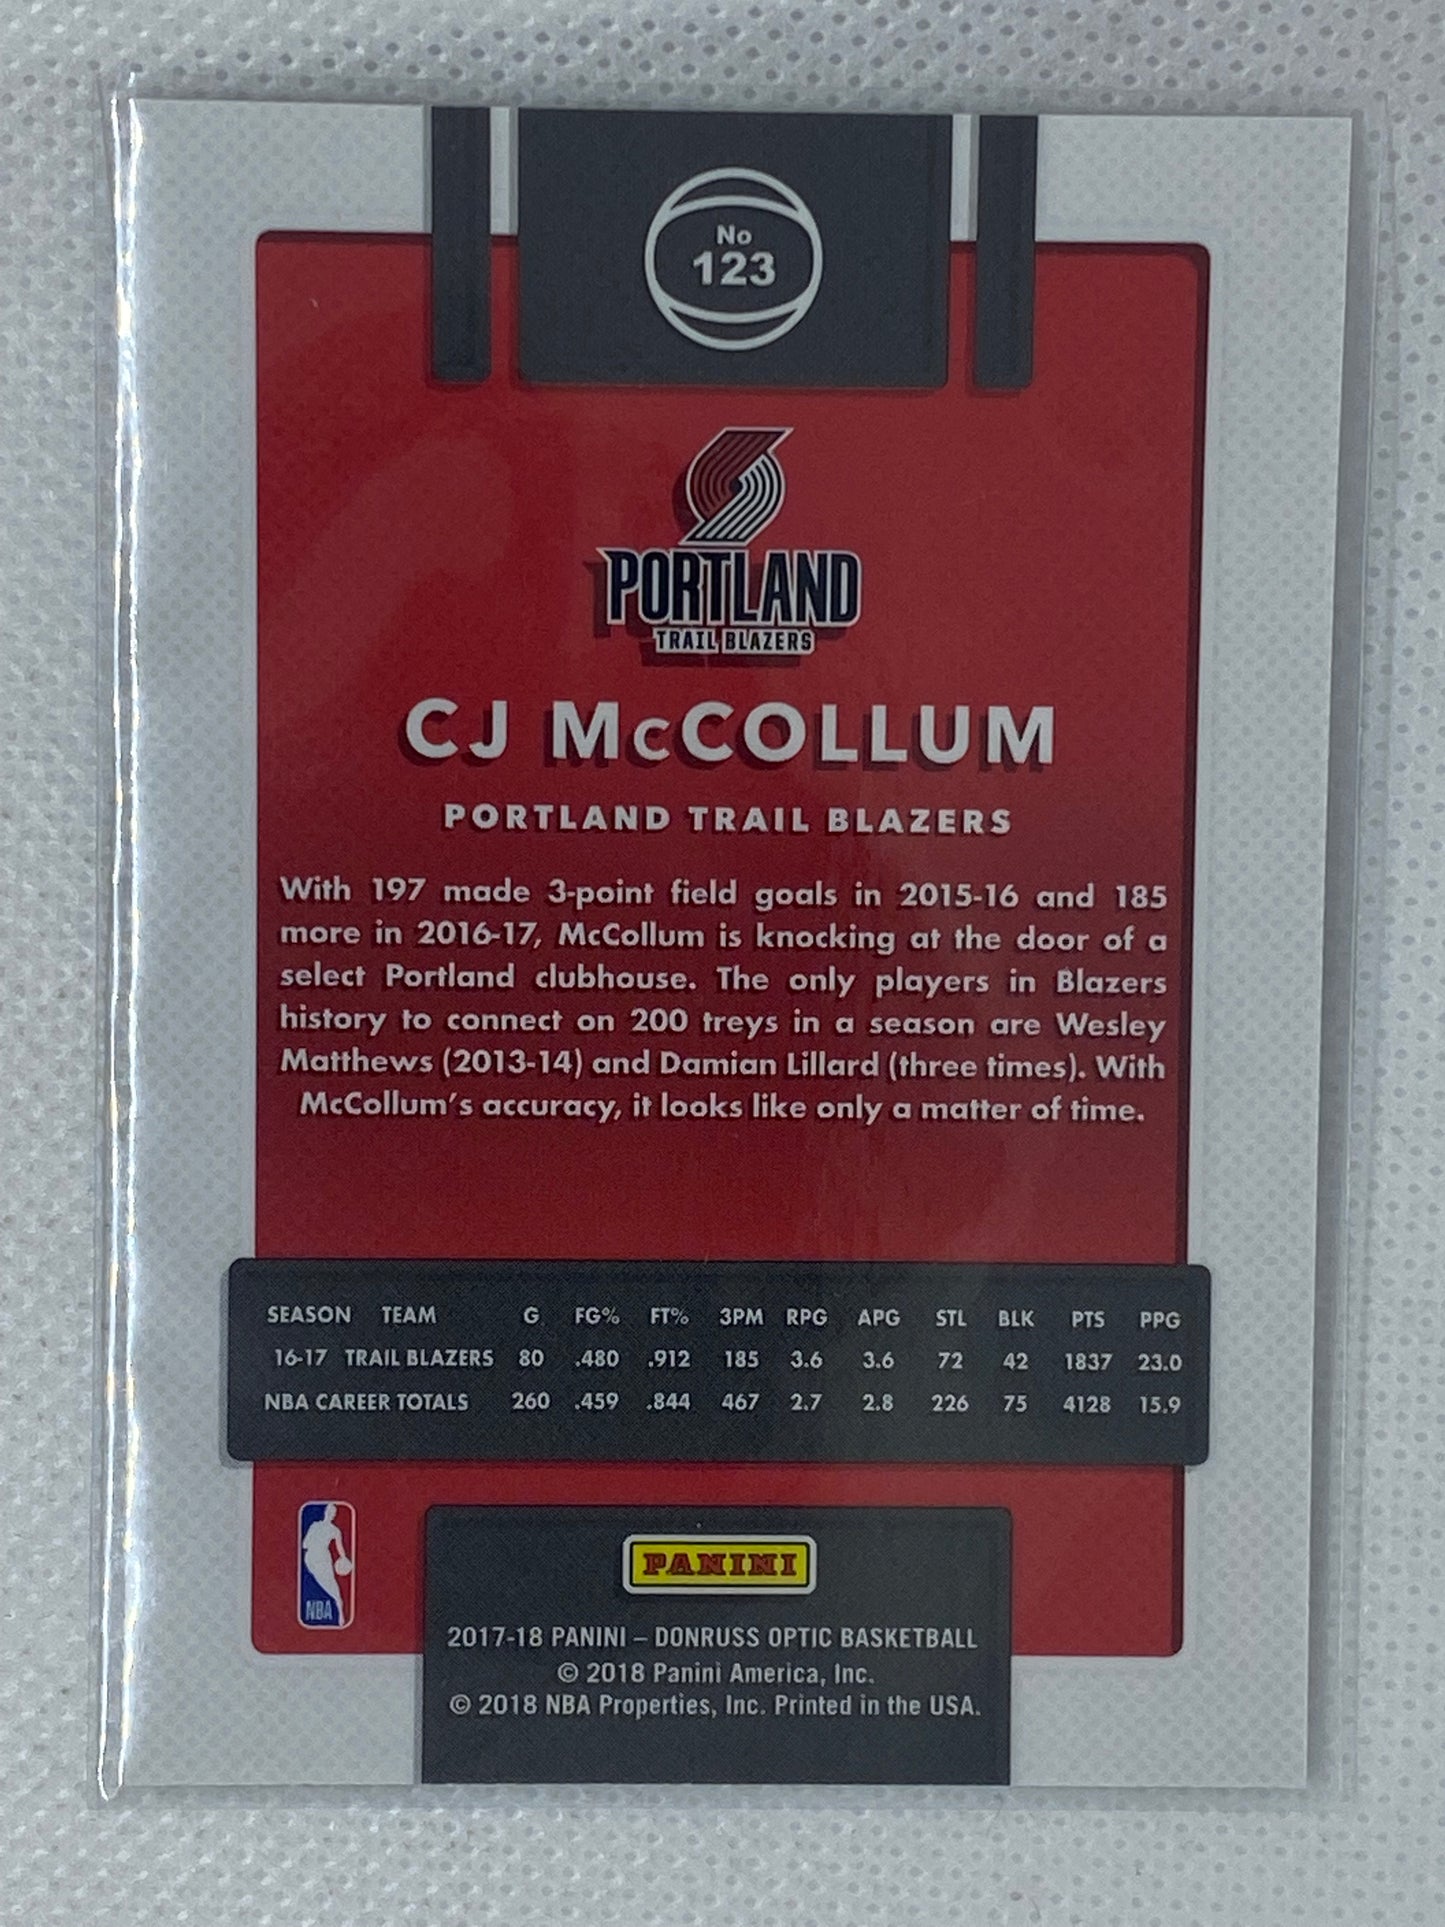 No
123
PORTLAND
TRAIL BLAZERS
CJ McCOLLUM
PORTLAND TRAIL BLAZERS
With 197 made 3-point field goals in 2015-16 and 185
more in 2016-17, McCollum is knocking at the door of a
select Portland clubhouse. The only players in Blazers
history to connect on 200 treys in a season are Wesley
Matthews (2013-14) and Damian Lillard (three times). With
McCollum's accuracy, it looks like only a matter of time.
SEASON TEAM G FG% FT% 3PM RPG APG STL BLK PTS PPG
16-17 TRAIL BLAZERS 80 .480 .912 185 3.6 3.6 72 42 1837 23.0
NBA CAREER TOTALS 260 .459 .844 467 2.7 2.8 226 75 4128 15.9
NBA
PANINI
2017-18 PANINI – DONRUSS OPTIC BASKETBALL
© 2018 Panini America, Inc.
© 2018 NBA Properties, Inc. Printed in the USA.